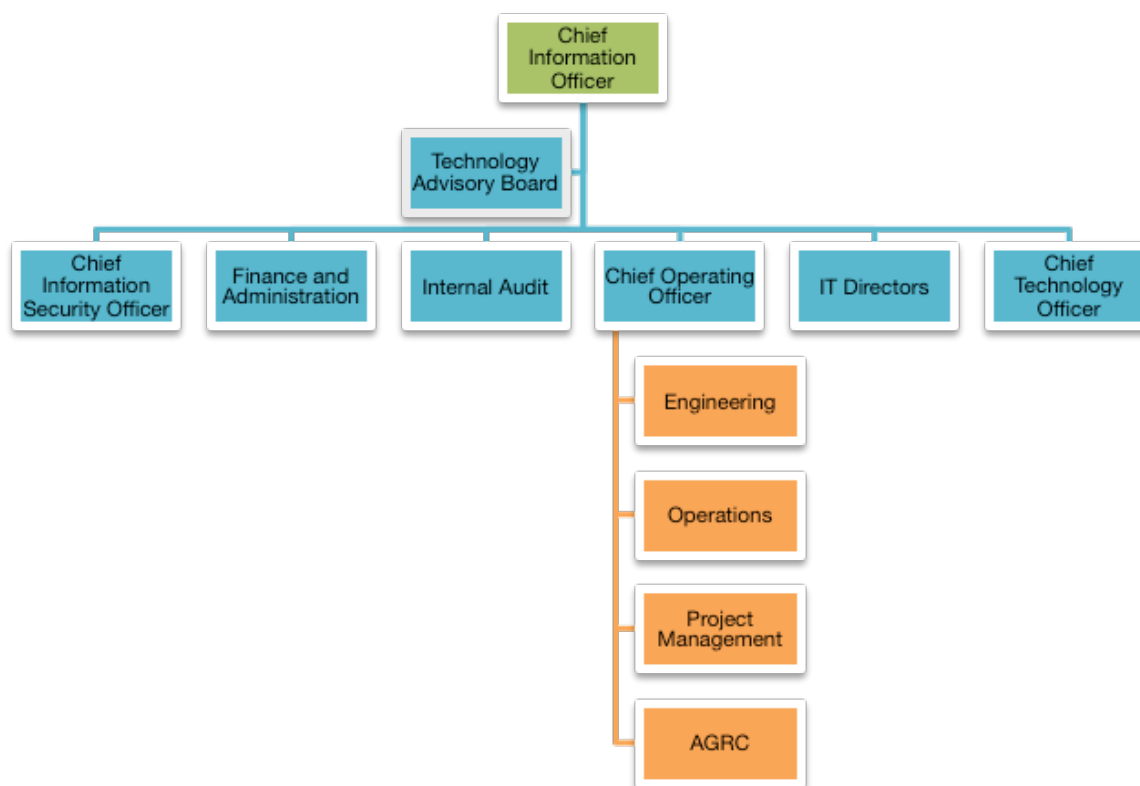 Chief
Information
Officer
Technology
Advisory Board
Chief
Information
Security Officer
Finance and
Administration
Internal Audit
Chief Operating
Officer
IT Directors
Chief
Technology
Officer
Engineering
Operations
Project
Management
AGRC